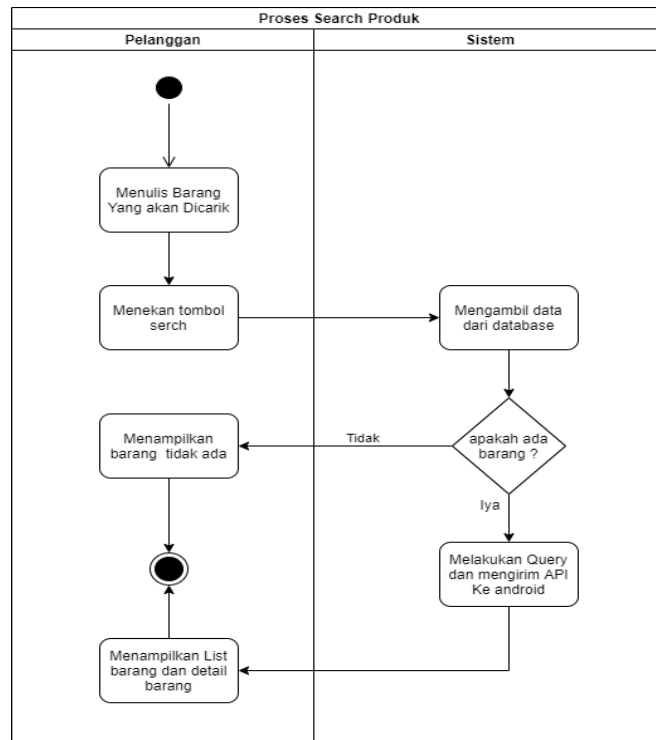 Proses Search Produk
Pelanggan
Sistem
Menulis Barang
Yang akan Dicarik
Menekan tombol
serch
Mengambil data
dari database
apakah ada
barang ?
Tidak
Menampilkan
barang  tidak ada
Iya
Melakukan Query
dan mengirim API
Ke android
Menampilkan List
barang dan detail
barang